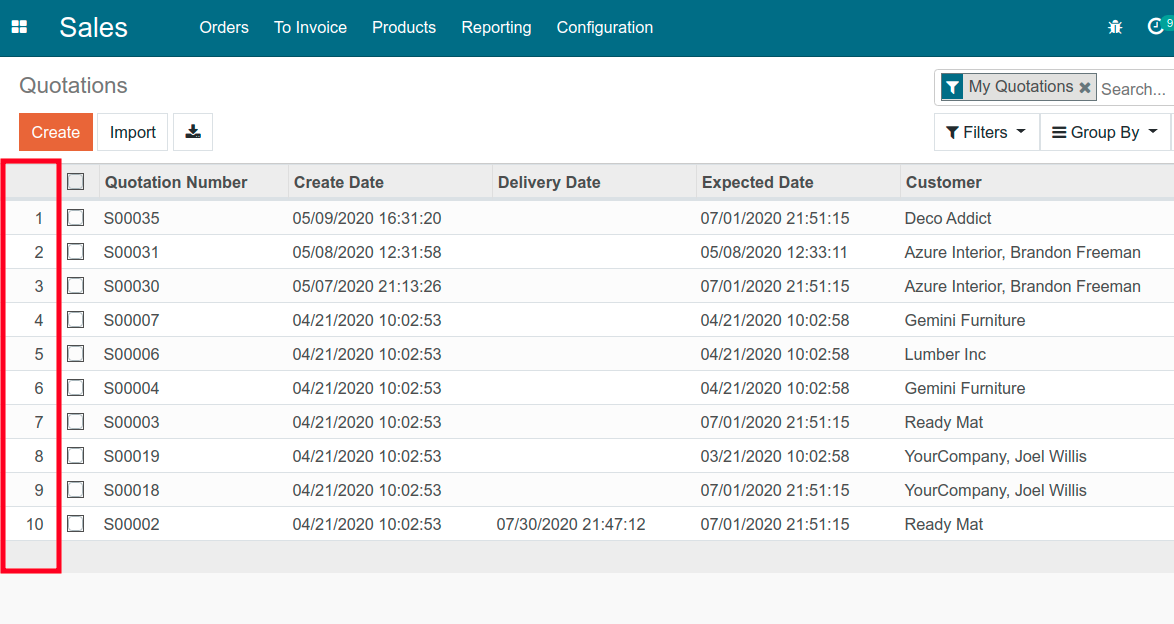 Sales Orders To Invoice Products Reporting Configuration 9
Quotations
My Quotations Search...
Create Import Filters Group By
Quotation Number Create Date Delivery Date Expected Date Customer
1 S00035 05/09/2020 16:31:20 07/01/2020 21:51:15 Deco Addict
2 S00031 05/08/2020 12:31:58 05/08/2020 12:33:11 Azure Interior, Brandon Freeman
3 S00030 05/07/2020 21:13:26 07/01/2020 21:51:15 Azure Interior, Brandon Freeman
4 S00007 04/21/2020 10:02:53 04/21/2020 10:02:58 Gemini Furniture
5 S00006 04/21/2020 10:02:53 04/21/2020 10:02:58 Lumber Inc
6 S00004 04/21/2020 10:02:53 04/21/2020 10:02:58 Gemini Furniture
7 S00003 04/21/2020 10:02:53 07/01/2020 21:51:15 Ready Mat
8 S00019 04/21/2020 10:02:53 03/21/2020 10:02:58 YourCompany, Joel Willis
9 S00018 04/21/2020 10:02:53 07/01/2020 21:51:15 YourCompany, Joel Willis
10 S00002 04/21/2020 10:02:53 07/30/2020 21:47:12 07/01/2020 21:51:15 Ready Mat